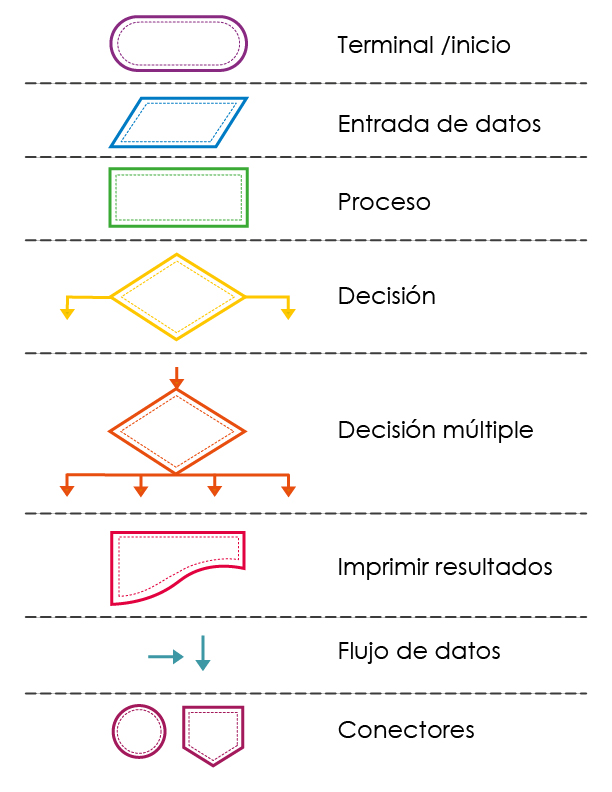 Terminal /inicio
Entrada de datos
Proceso
Decisión
Decisión múltiple
Imprimir resultados
Flujo de datos
Conectores